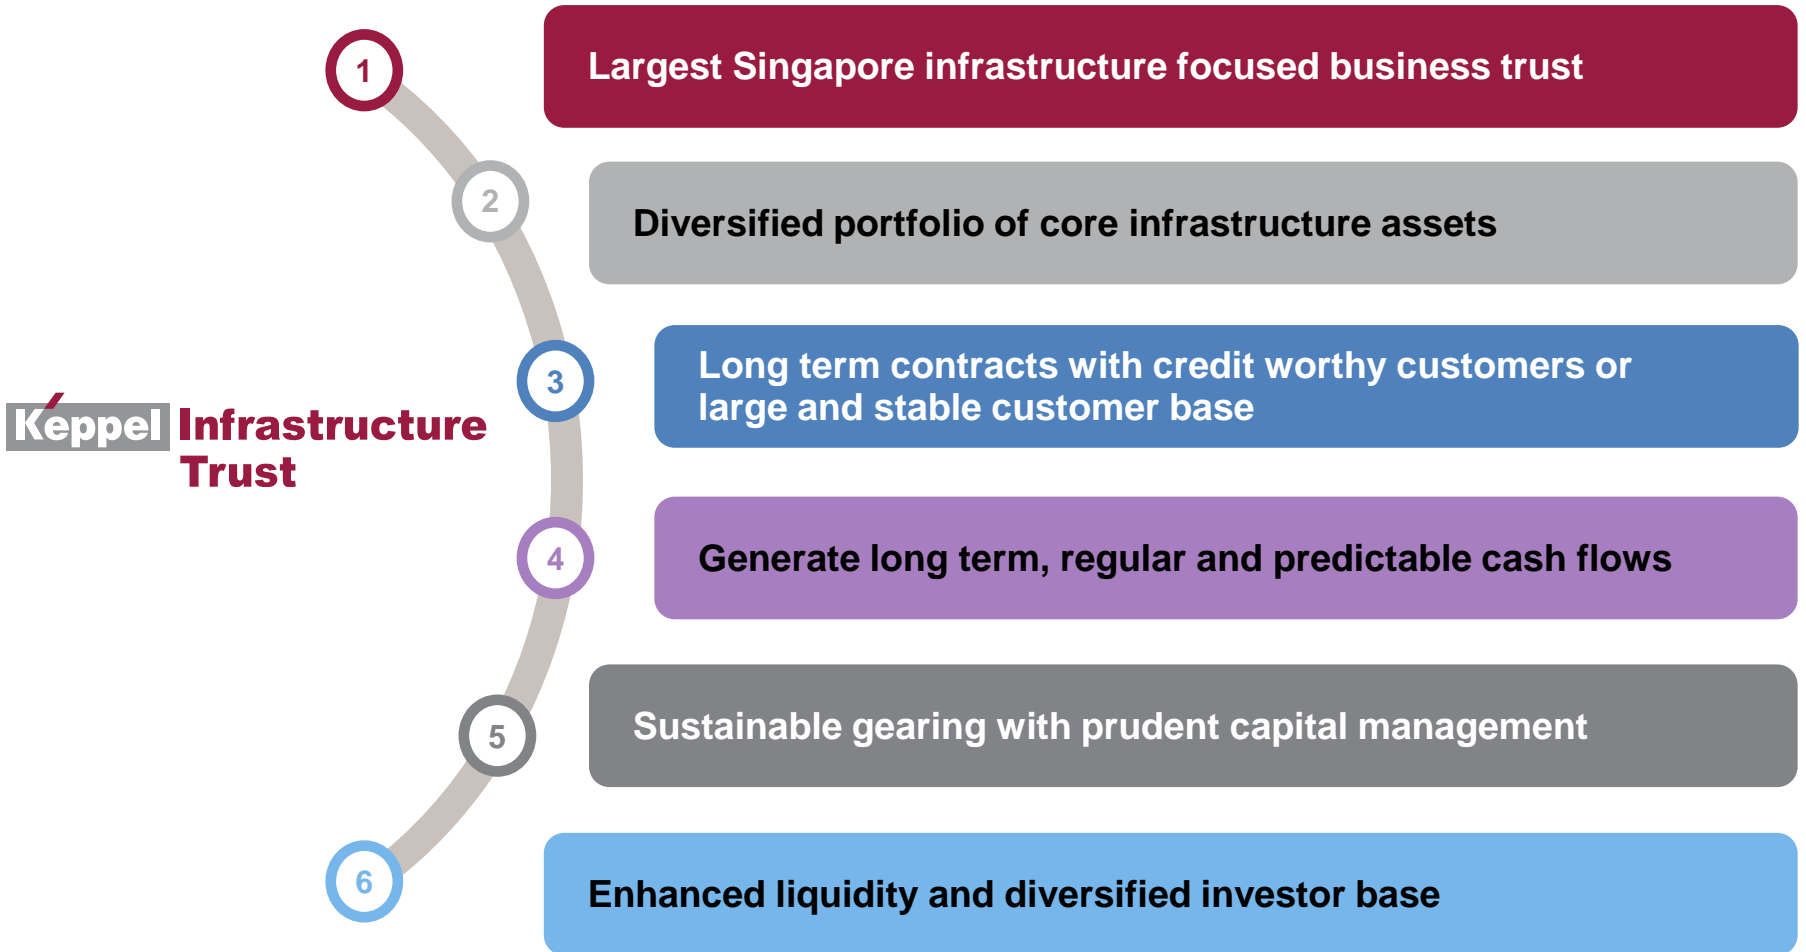 Keppel Infrastructure
Trust
1
Largest Singapore infrastructure focused business trust
2
Diversified portfolio of core infrastructure assets
3
Long term contracts with credit worthy customers or
large and stable customer base
4
Generate long term, regular and predictable cash flows
5
Sustainable gearing with prudent capital management
6
Enhanced liquidity and diversified investor base